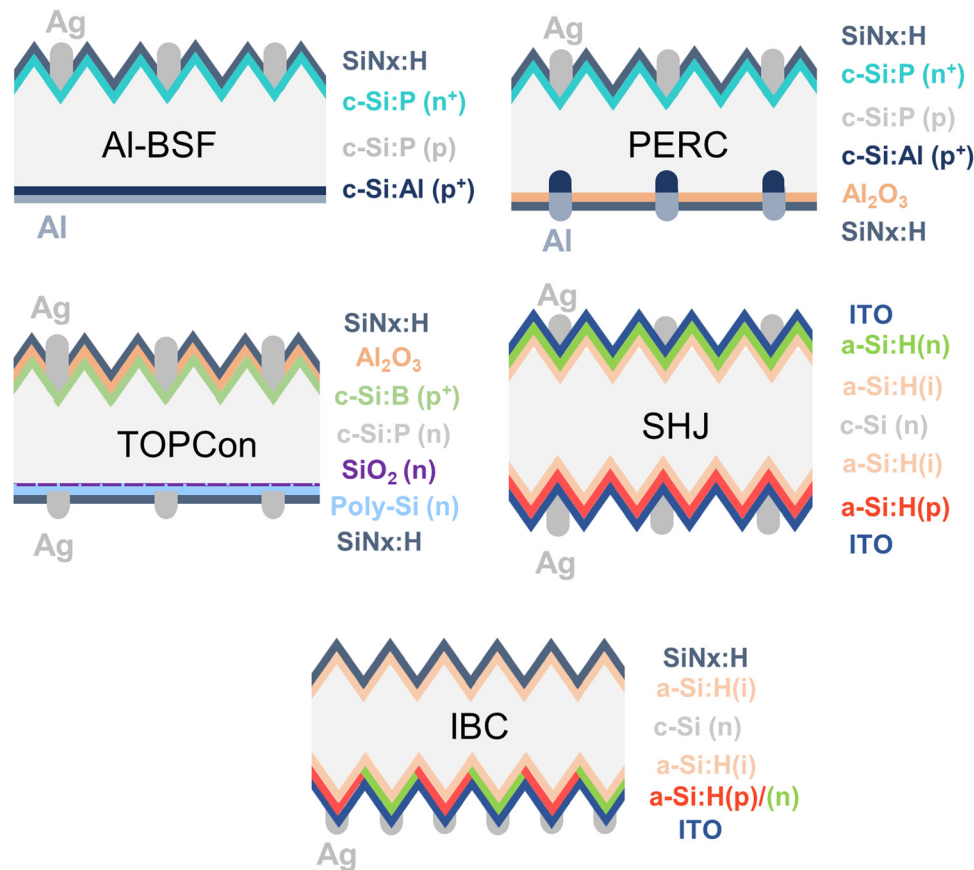 Ag
SiNx:H
c-Si:P (n⁺)
Al-BSF
c-Si:P (p)
c-Si:Al (p⁺)
Al
Ag
SiNx:H
c-Si:P (n⁺)
PERC
c-Si:P (p)
c-Si:Al (p⁺)
Al₂O₃
Al
SiNx:H
Ag
SiNx:H
Al₂O₃
c-Si:B (p⁺)
TOPCon
c-Si:P (n)
SiO₂ (n)
Poly-Si (n)
SiNx:H
Ag
Ag
ITO
a-Si:H(n)
a-Si:H(i)
SHJ
c-Si (n)
a-Si:H(i)
a-Si:H(p)
ITO
Ag
SiNx:H
a-Si:H(i)
IBC
c-Si (n)
a-Si:H(i)
a-Si:H(p)/(n)
ITO
Ag